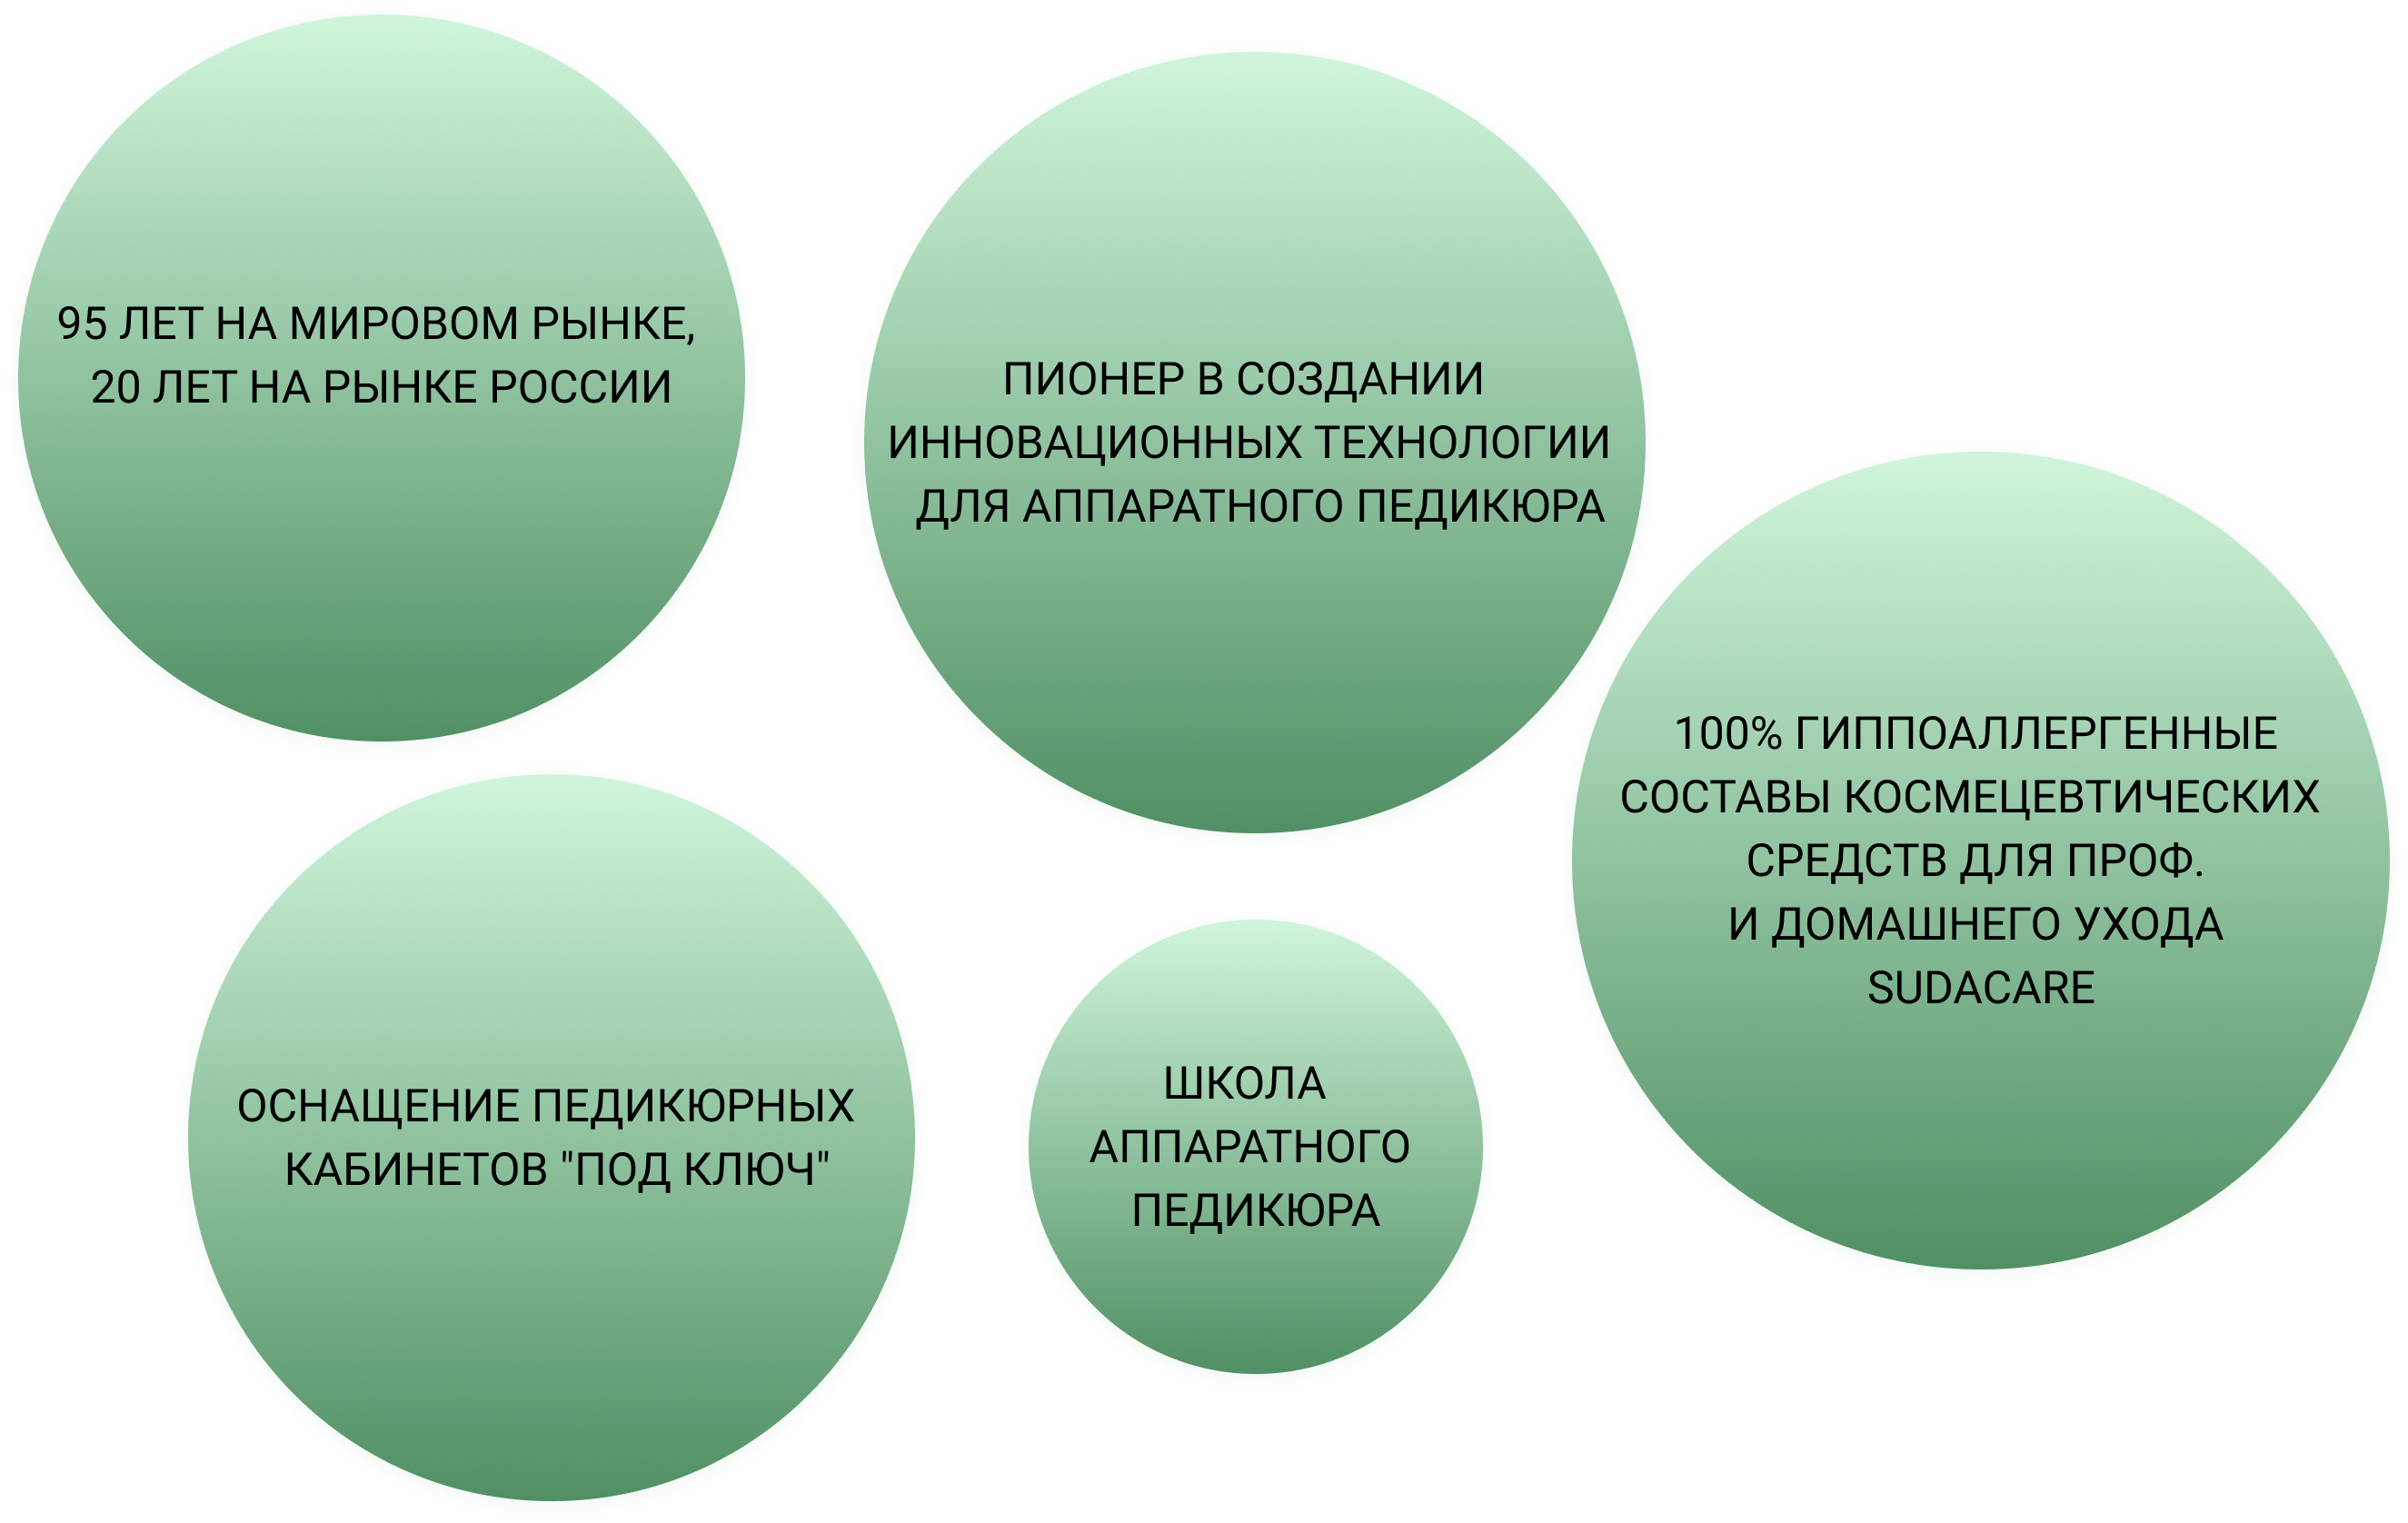 95 ЛЕТ НА МИРОВОМ РЫНКЕ,
20 ЛЕТ НА РЫНКЕ РОССИИ
ПИОНЕР В СОЗДАНИИ
ИННОВАЦИОННЫХ ТЕХНОЛОГИИ
ДЛЯ АППАРАТНОГО ПЕДИКЮРА
100% ГИППОАЛЛЕРГЕННЫЕ
СОСТАВЫ КОСМЕЦЕВТИЧЕСКИХ
СРЕДСТВ ДЛЯ ПРОФ.
И ДОМАШНЕГО УХОДА
SUDACARE
ОСНАЩЕНИЕ ПЕДИКЮРНЫХ
КАБИНЕТОВ "ПОД КЛЮЧ"
ШКОЛА
АППАРАТНОГО
ПЕДИКЮРА